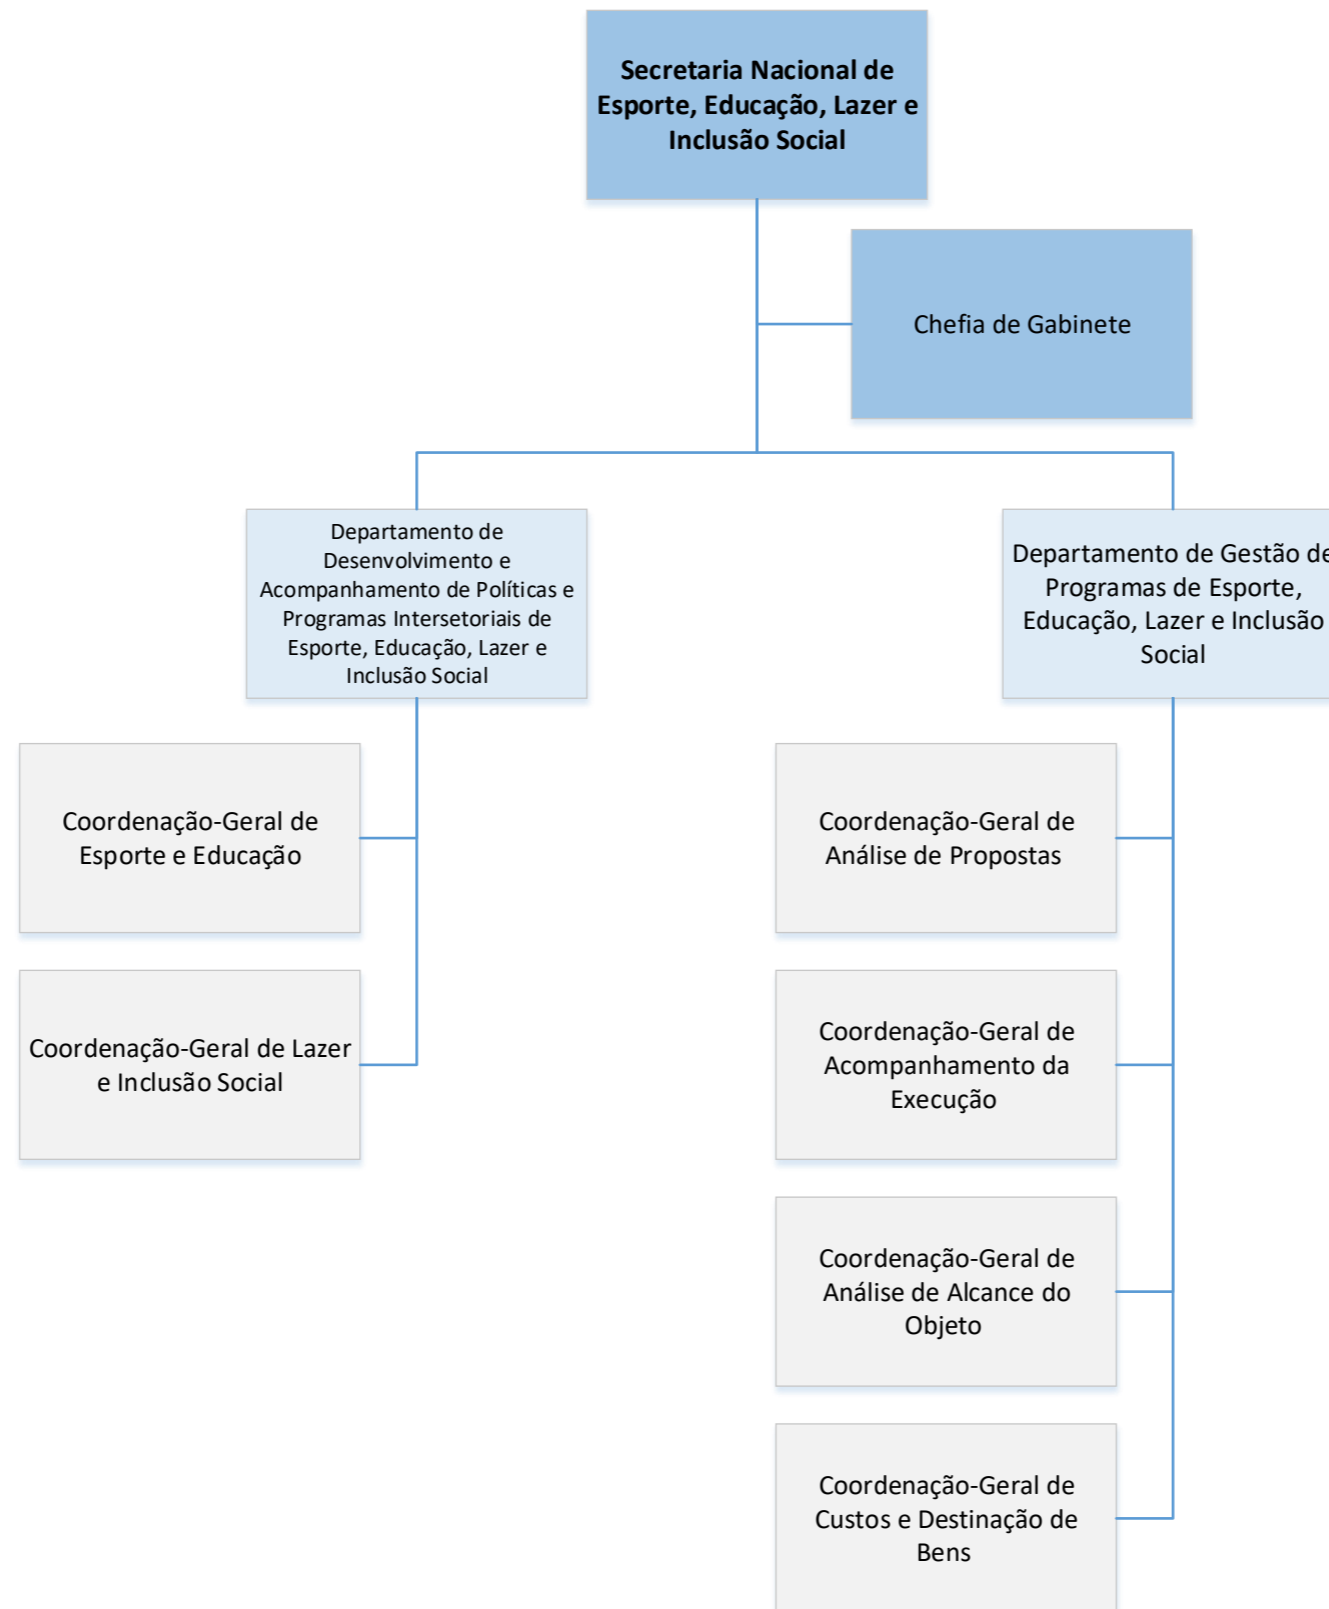 Secretaria Nacional de
Esporte, Educação, Lazer e
Inclusão Social
Chefia de Gabinete
Departamento de
Desenvolvimento e
Acompanhamento de Políticas e
Programas Intersetoriais de
Esporte, Educação, Lazer e
Inclusão Social
Departamento de Gestão de
Programas de Esporte,
Educação, Lazer e Inclusão
Social
Coordenação-Geral de
Esporte e Educação
Coordenação-Geral de Lazer
e Inclusão Social
Coordenação-Geral de
Análise de Propostas
Coordenação-Geral de
Acompanhamento da
Execução
Coordenação-Geral de
Análise de Alcance do
Objeto
Coordenação-Geral de
Custos e Destinação de
Bens